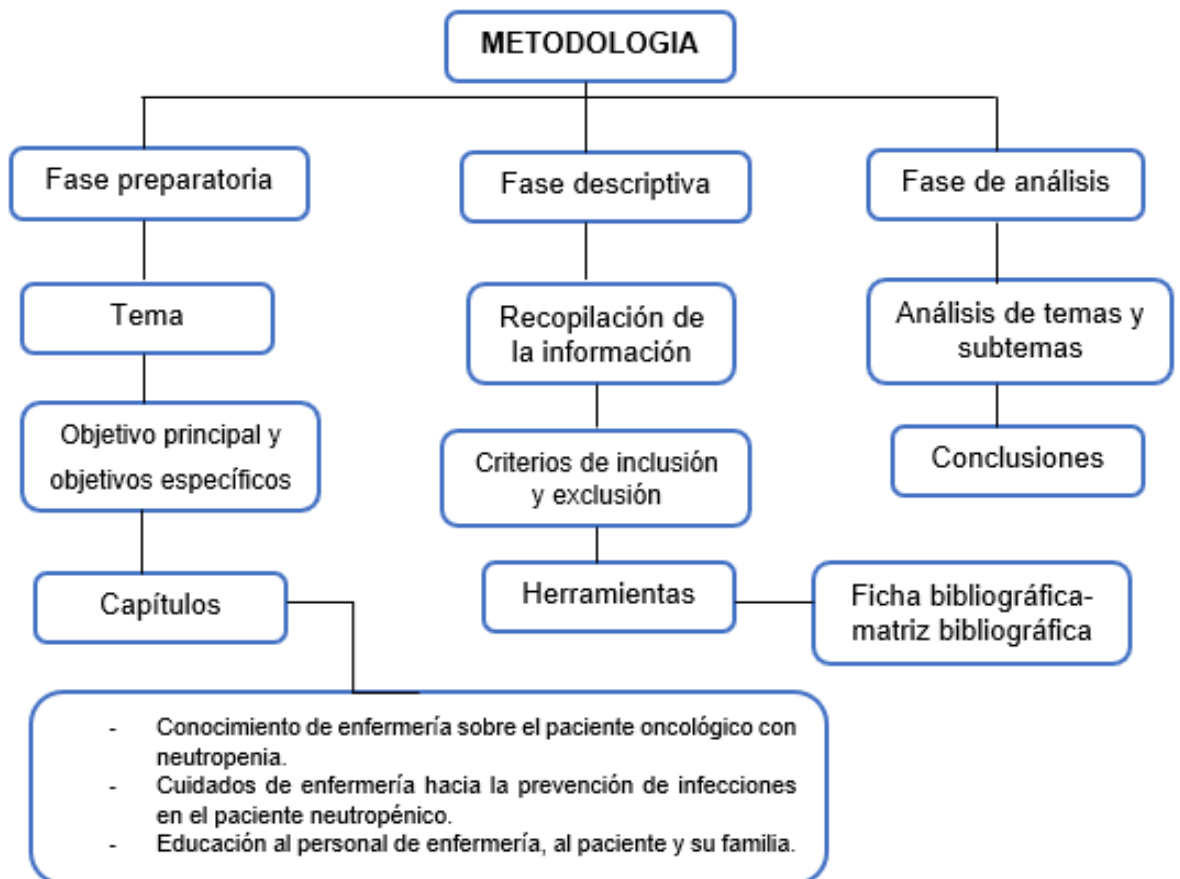 METODOLOGIA
Fase preparatoria
Fase descriptiva
Fase de análisis
Tema
Recopilación de
la información
Análisis de temas y
subtemas
Objetivo principal y
objetivos específicos
Criterios de inclusión
y exclusión
Conclusiones
Capítulos
Herramientas
Ficha bibliográfica-
matriz bibliográfica
- Conocimiento de enfermería sobre el paciente oncológico con
neutropenia.
- Cuidados de enfermería hacia la prevención de infecciones
en el paciente neutropénico.
- Educación al personal de enfermería, al paciente y su familia.